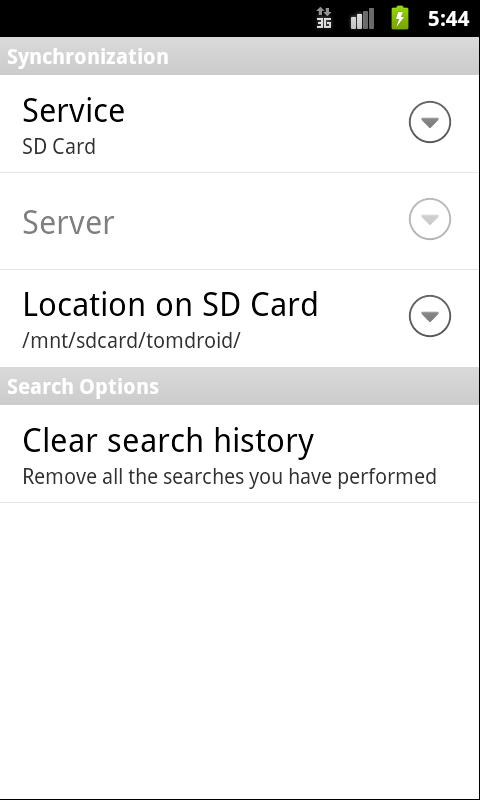 3G 5:44
Synchronization
Service
SD Card
Server
Location on SD Card
/mnt/sdcard/tomdroid/
Search Options
Clear search history
Remove all the searches you have performed